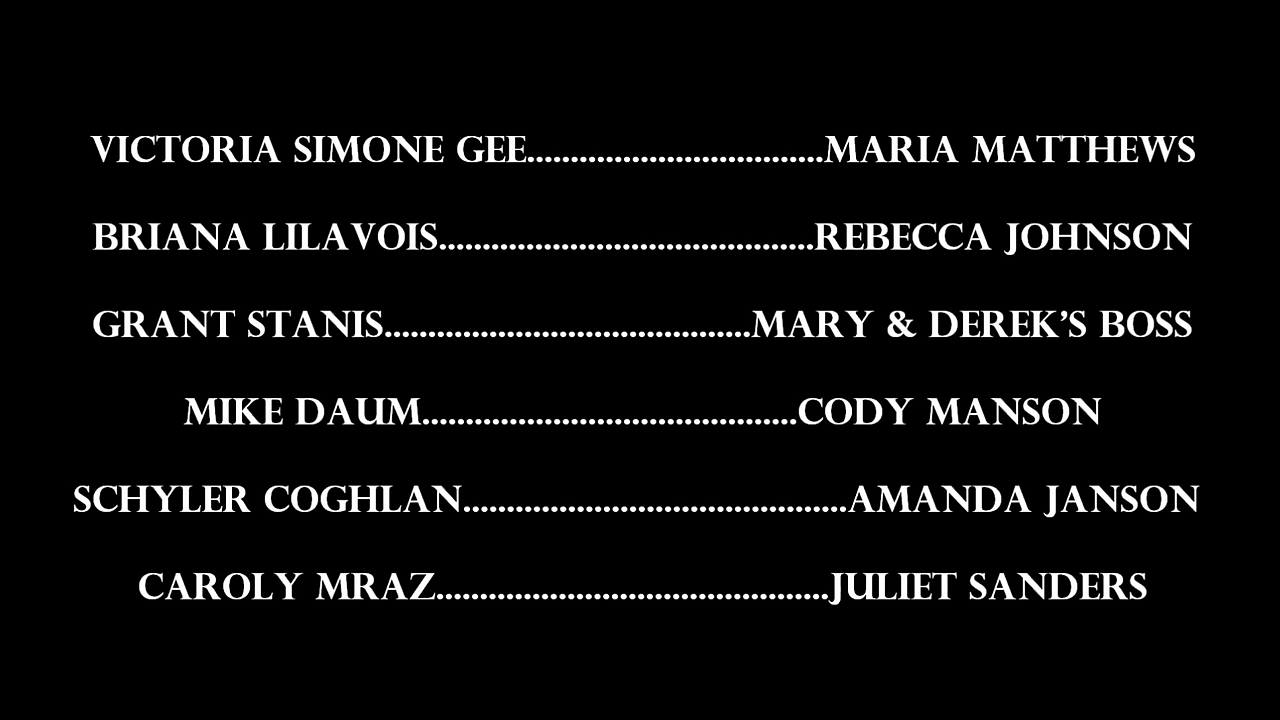 VICTORIA SIMONE GEE..................................MARIA MATTHEWS
BRIANA LILAVOIS...........................................REBECCA JOHNSON
GRANT STANIS..........................................MARY & DEREK’S BOSS
MIKE DAUM...........................................CODY MANSON
SCHYLER COGHLAN............................................AMANDA JANSON
CAROLY MRAZ.............................................JULIET SANDERS